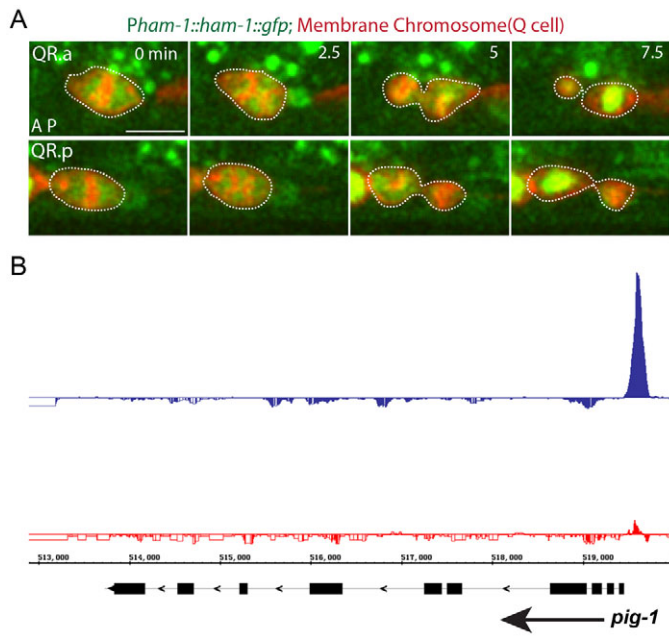 A
Pham-1::ham-1::gfp; Membrane Chromosome(Q cell)
QR.a 0 min 2.5 5 7.5
A P
QR.p
B
513,000 514,000 515,000 516,000 517,000 518,000 519,000
pig-1